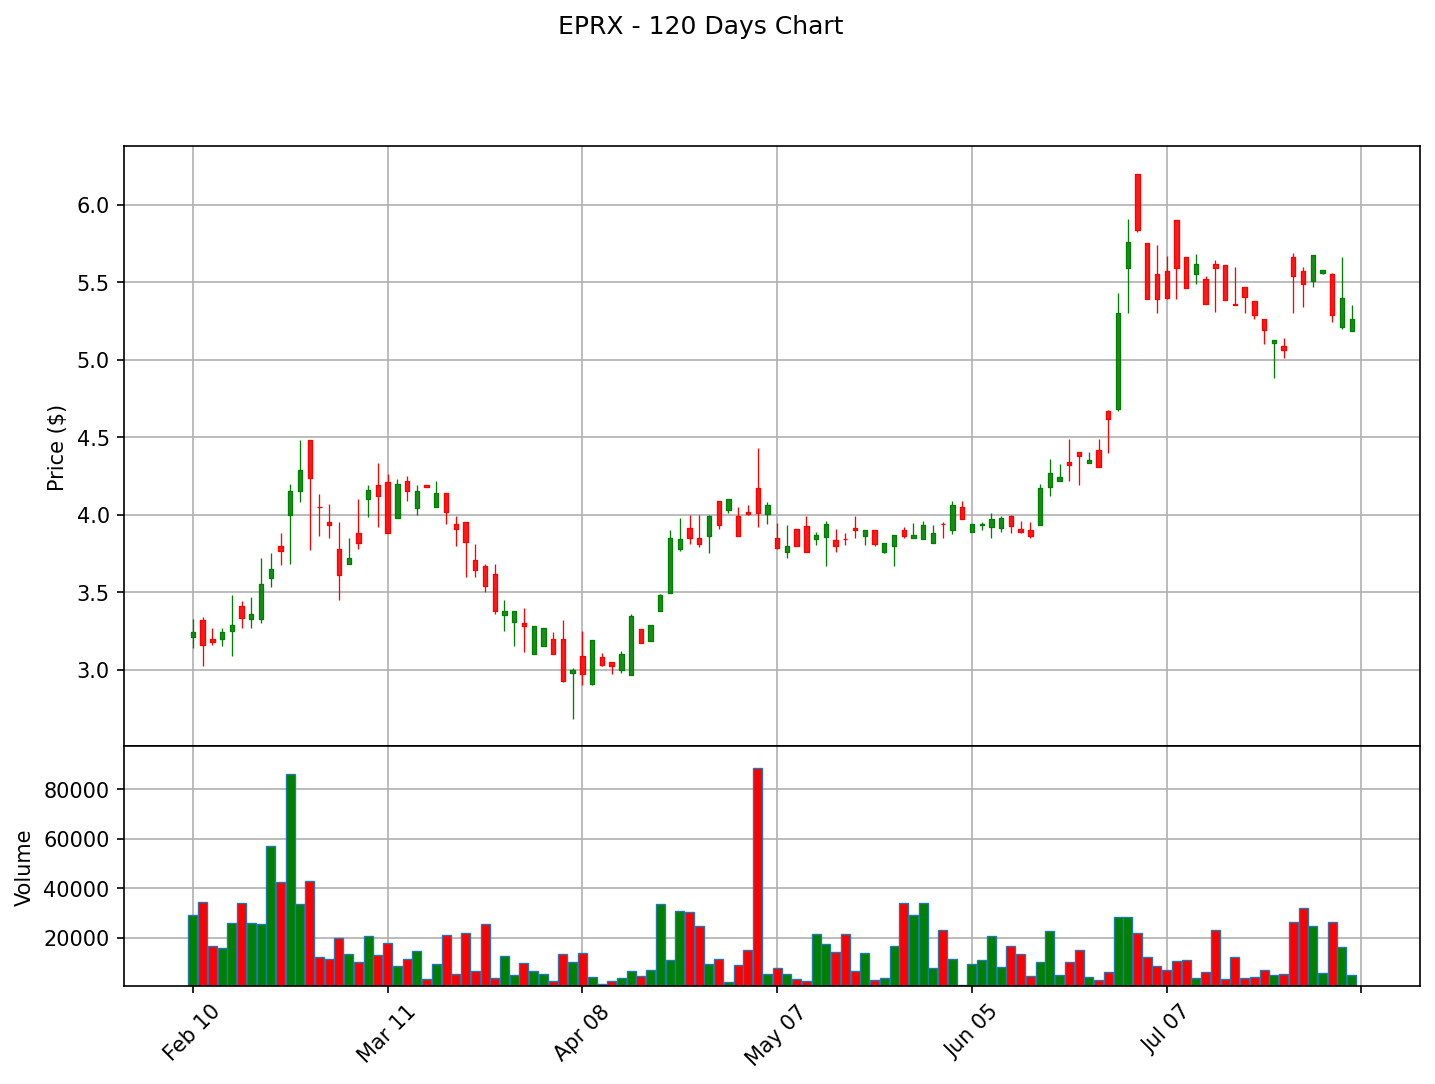 EPRX - 120 Days Chart
Price ($)
6.0
5.5
5.0
4.5
4.0
3.5
3.0
Volume
80000
60000
40000
20000
Feb 10
Mar 11
Apr 08
May 07
Jun 05
Jul 07